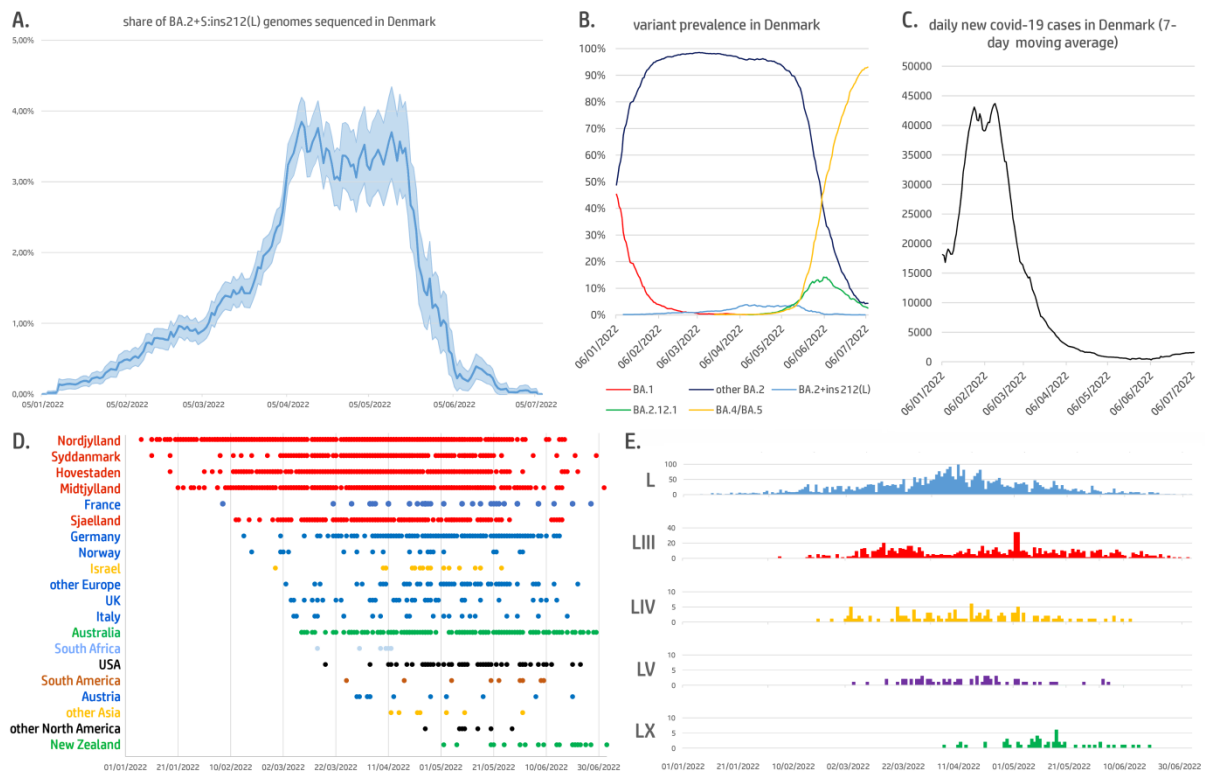 A.
share of BA.2+S:ins212(L) genomes sequenced in Denmark
5,00%
4,00%
3,00%
2,00%
1,00%
0,00%
05/01/2022 05/02/2022 05/03/2022 05/04/2022 05/05/2022 05/06/2022 05/07/2022
B.
variant prevalence in Denmark
100%
90%
80%
70%
60%
50%
40%
30%
20%
10%
0%
06/01/2022 06/02/2022 06/03/2022 06/04/2022 06/05/2022 06/06/2022 06/07/2022
BA.1 other BA.2 BA.2+ins212(L)
BA.2.12.1 BA.4/BA.5
C.
daily new covid-19 cases in Denmark (7-
day moving average)
50000
45000
40000
35000
30000
25000
20000
15000
10000
5000
0
06/01/2022 06/02/2022 06/03/2022 06/04/2022 06/05/2022 06/06/2022 06/07/2022
D.
Nordjylland
Syddanmark
Hovestaden
Midtjylland
France
Sjaelland
Germany
Norway
Israel
other Europe
UK
Italy
Australia
South Africa
USA
South America
Austria
other Asia
other North America
New Zealand
01/01/2022 21/01/2022 10/02/2022 02/03/2022 22/03/2022 11/04/2022 01/05/2022 21/05/2022 10/06/2022 30/06/2022
E.
L
100
50
0
LIII
40
20
0
LIV
10
5
0
LV
10
5
0
LX
10
5
0
01/01/2022 21/01/2022 10/02/2022 02/03/2022 22/03/2022 11/04/2022 01/05/2022 21/05/2022 10/06/2022 30/06/2022